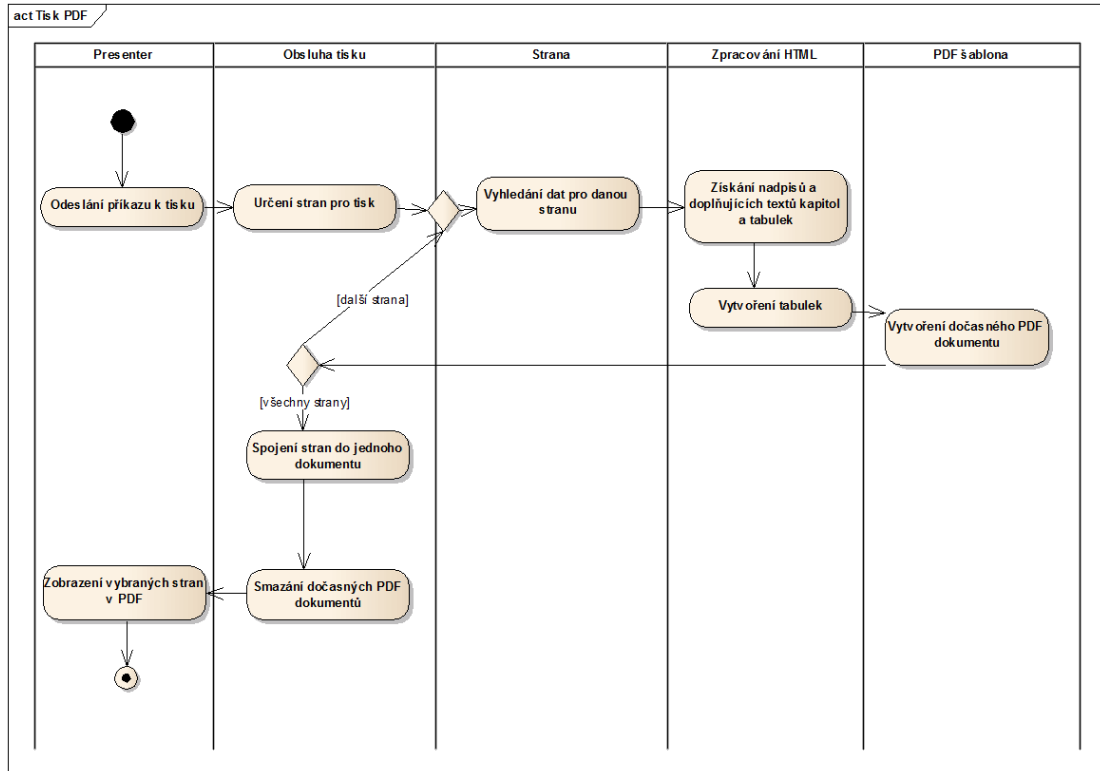 act Tisk PDF
Presenter
Obsluha tisku
Strana
Zpracování HTML
PDF šablona
Odeslání příkazu k tisku
Určení stran pro tisk
Vyhledání dat pro danou
stranu
Získání nadpisů a
doplňujících textů kapitol
a tabulek
Vytvoření tabulek
Vytvoření dočasného PDF
dokumentu
[další strana]
[všechny strany]
Spojení stran do jednoho
dokumentu
Smazání dočasných PDF
dokumentů
Zobrazení vybraných stran
v PDF